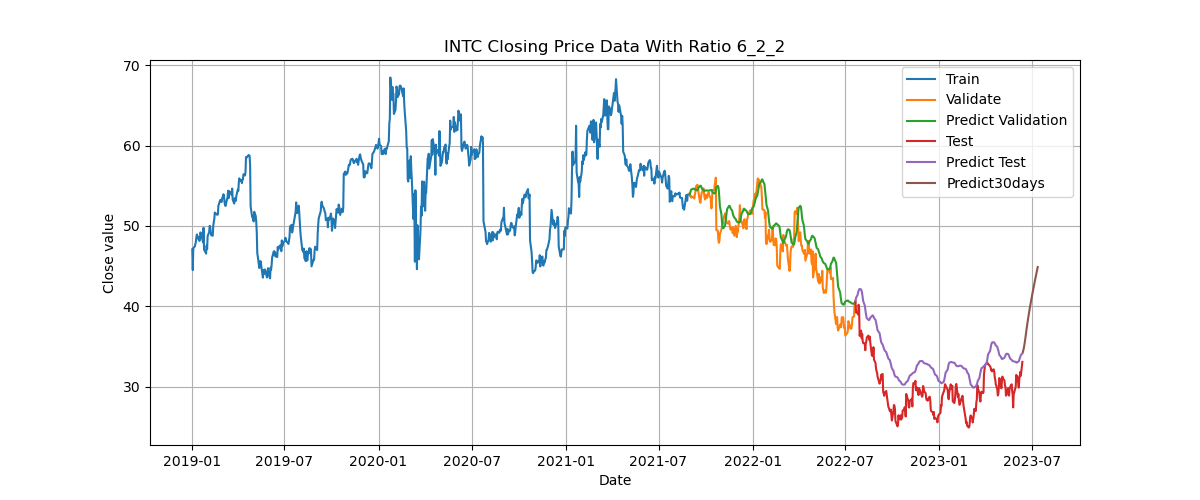 INTC Closing Price Data With Ratio 6_2_2
Close value
70
60
50
40
30
Train
Validate
Predict Validation
Test
Predict Test
Predict30days
2019-01 2019-07 2020-01 2020-07 2021-01 2021-07 2022-01 2022-07 2023-01 2023-07
Date